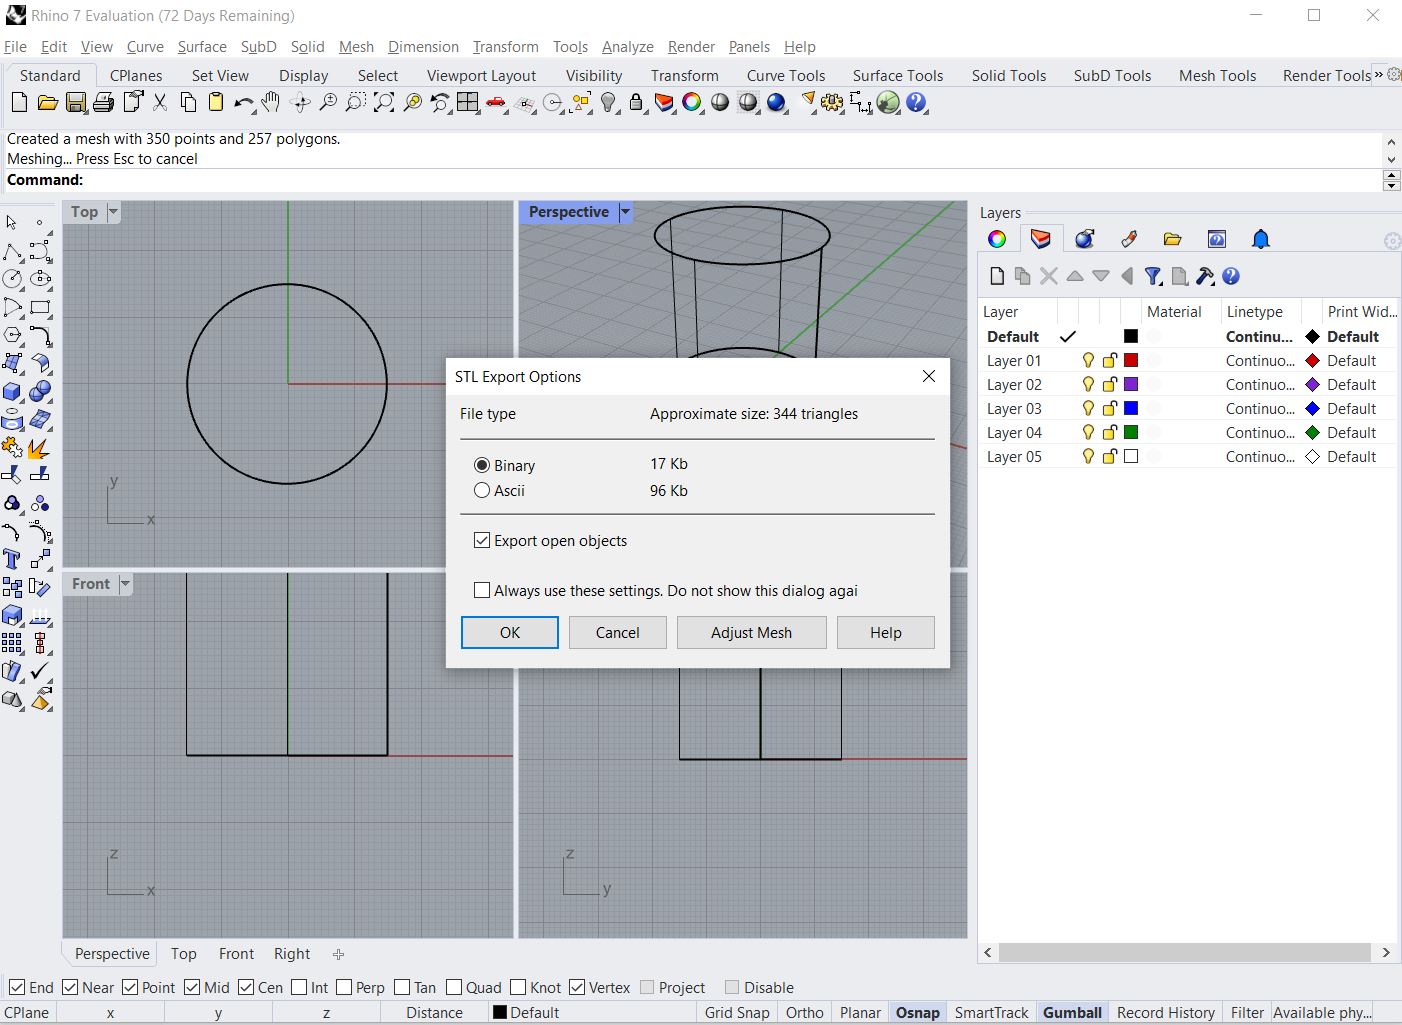 Rhino 7 Evaluation (72 Days Remaining)
File Edit View Curve Surface SubD Solid Mesh Dimension Transform Tools Analyze Render Panels Help
Standard CPlanes Set View Display Select Viewport Layout Visibility Transform Curve Tools Surface Tools Solid Tools SubD Tools Mesh Tools Render Tools »
Created a mesh with 350 points and 257 polygons.
Meshing... Press Esc to cancel
Command:
Top
Perspective
y
x
Front
z
x
z
y
STL Export Options
File type Approximate size: 344 triangles
Binary 17 Kb
Ascii 96 Kb
Export open objects
Always use these settings. Do not show this dialog agai
OK Cancel Adjust Mesh Help
Layers
Layer Material Linetype Print Wid...
Default Continu... Default
Layer 01 Continuo... Default
Layer 02 Continuo... Default
Layer 03 Continuo... Default
Layer 04 Continuo... Default
Layer 05 Continuo... Default
Perspective Top Front Right
End Near Point Mid Cen Int Perp Tan Quad Knot Vertex Project Disable
CPlane x y z Distance Default Grid Snap Ortho Planar Osnap SmartTrack Gumball Record History Filter Available phy...